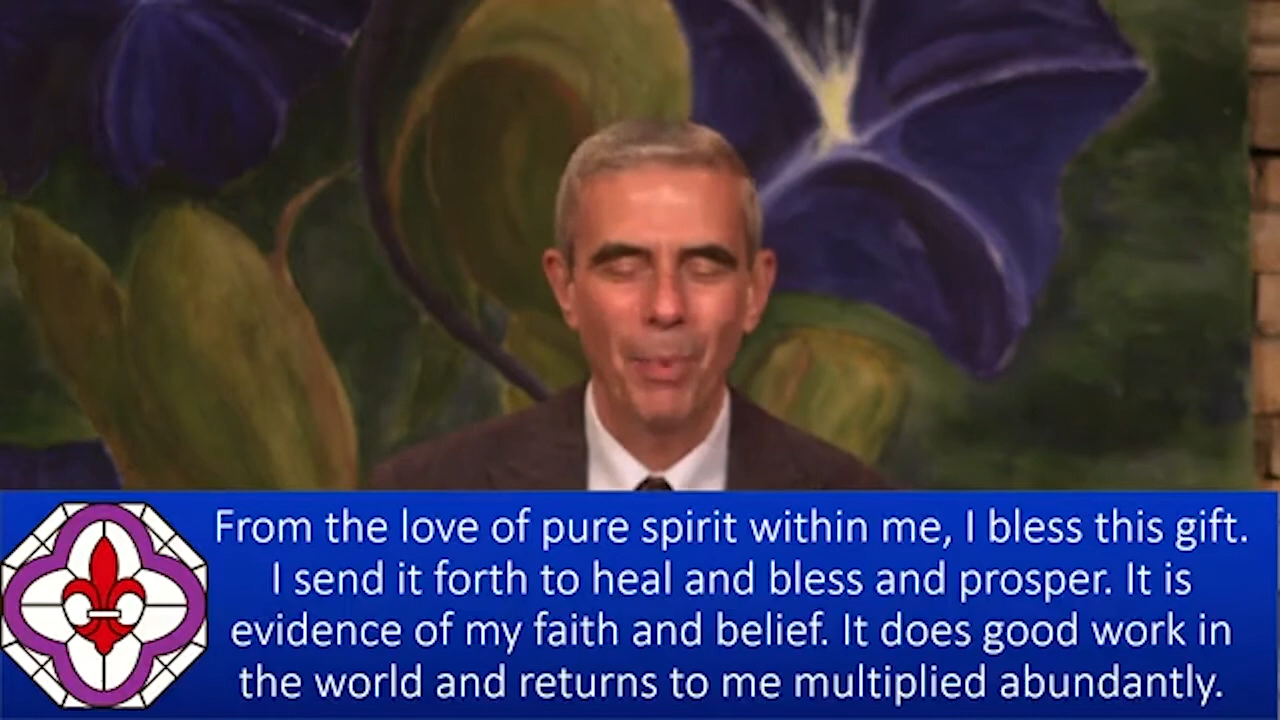 From the love of pure spirit within me, I bless this gift.
I send it forth to heal and bless and prosper. It is
evidence of my faith and belief. It does good work in
the world and returns to me multiplied abundantly.